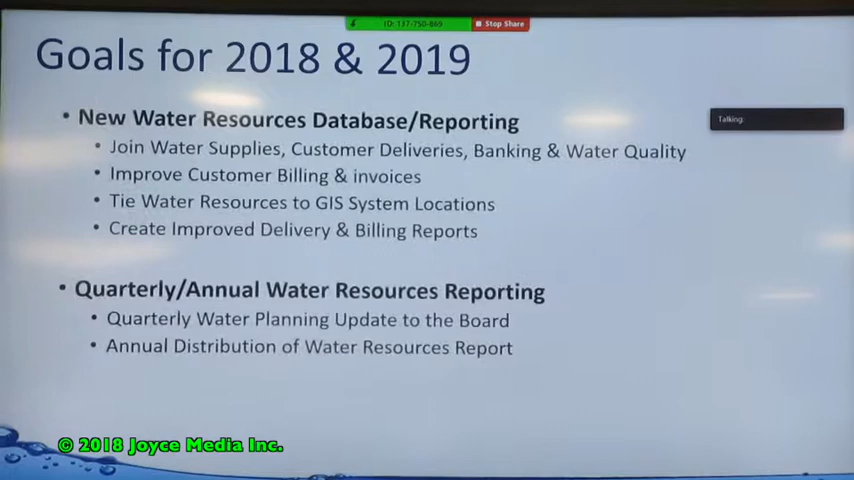 ID: 137-750-869
Stop Share
Goals for 2018 & 2019
• New Water Resources Database/Reporting
Talking:
• Join Water Supplies, Customer Deliveries, Banking & Water Quality
• Improve Customer Billing & invoices
• Tie Water Resources to GIS System Locations
• Create Improved Delivery & Billing Reports
• Quarterly/Annual Water Resources Reporting
• Quarterly Water Planning Update to the Board
• Annual Distribution of Water Resources Report
© 2018 Joyce Media Inc.